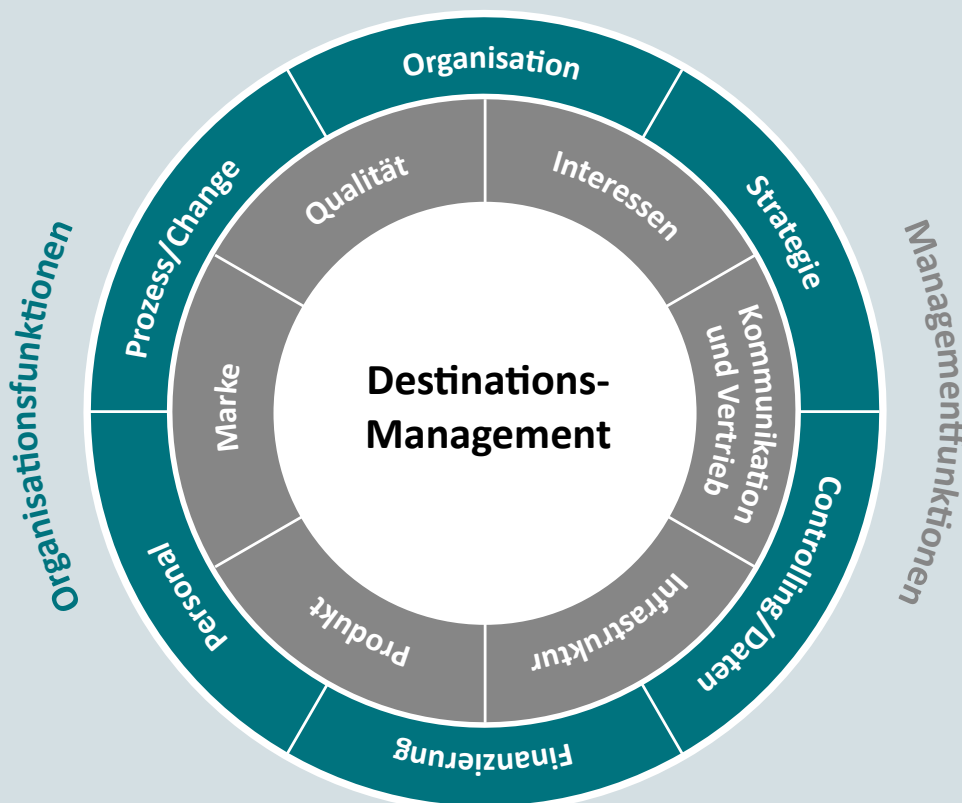 Organisation
Strategie
Controlling/Daten
Finanzierung
Personal
Prozess/Change
Interessen
Kommunikation
und Vertrieb
Infrastruktur
Produkt
Marke
Qualität
Destinations-
Management
Organisationsfunktionen
Managementfunktionen